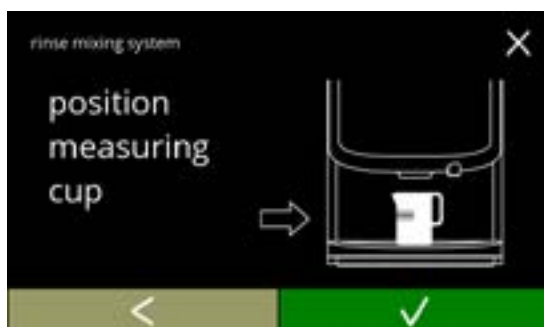 rinse mixing system
position
measuring
cup